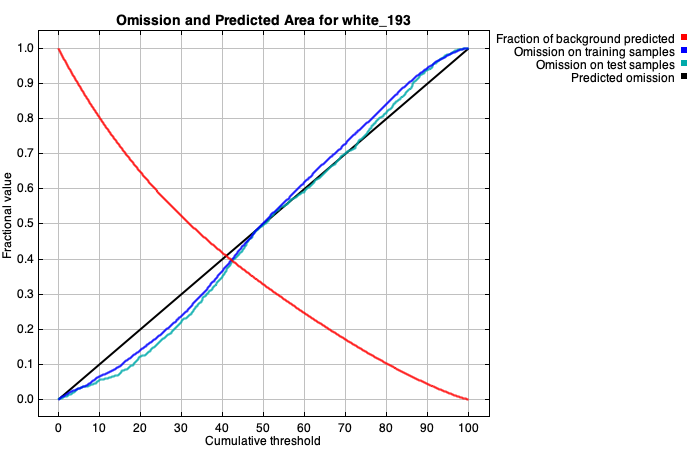 Omission and Predicted Area for white_193
Fraction of background predicted
Omission on training samples
Omission on test samples
Predicted omission
1.0
0.9
0.8
0.7
0.6
0.5
0.4
0.3
0.2
0.1
0.0
Fractional value
0 10 20 30 40 50 60 70 80 90 100
Cumulative threshold